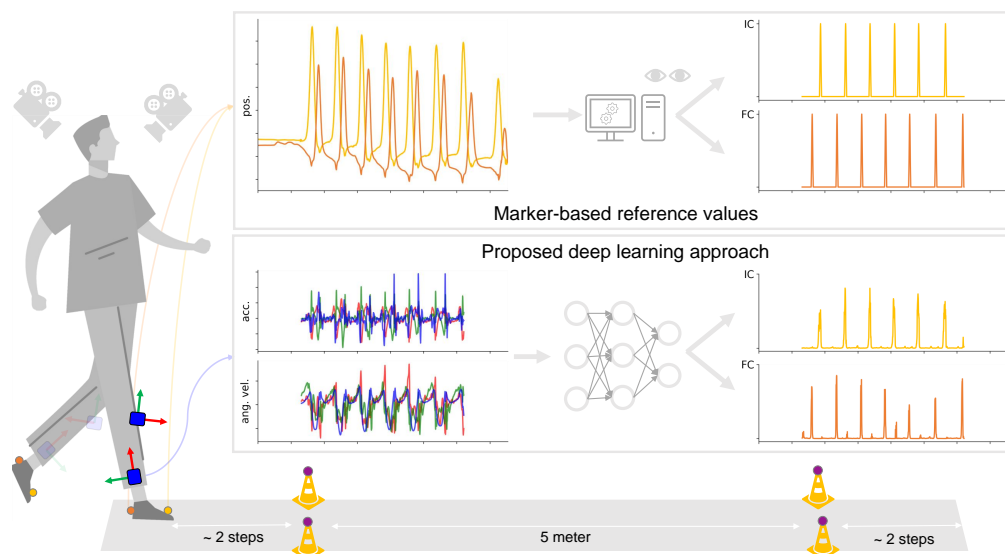 IC
pos.
FC
Marker-based reference values
Proposed deep learning approach
IC
acc.
FC
ang. vel.
~ 2 steps
5 meter
~ 2 steps